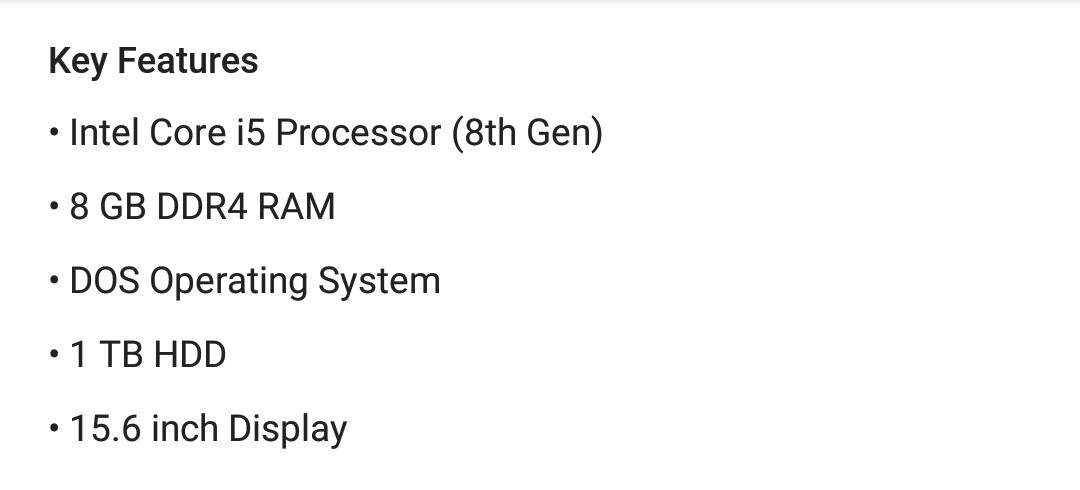 Key Features
• Intel Core i5 Processor (8th Gen)
• 8 GB DDR4 RAM
• DOS Operating System
• 1 TB HDD
• 15.6 inch Display